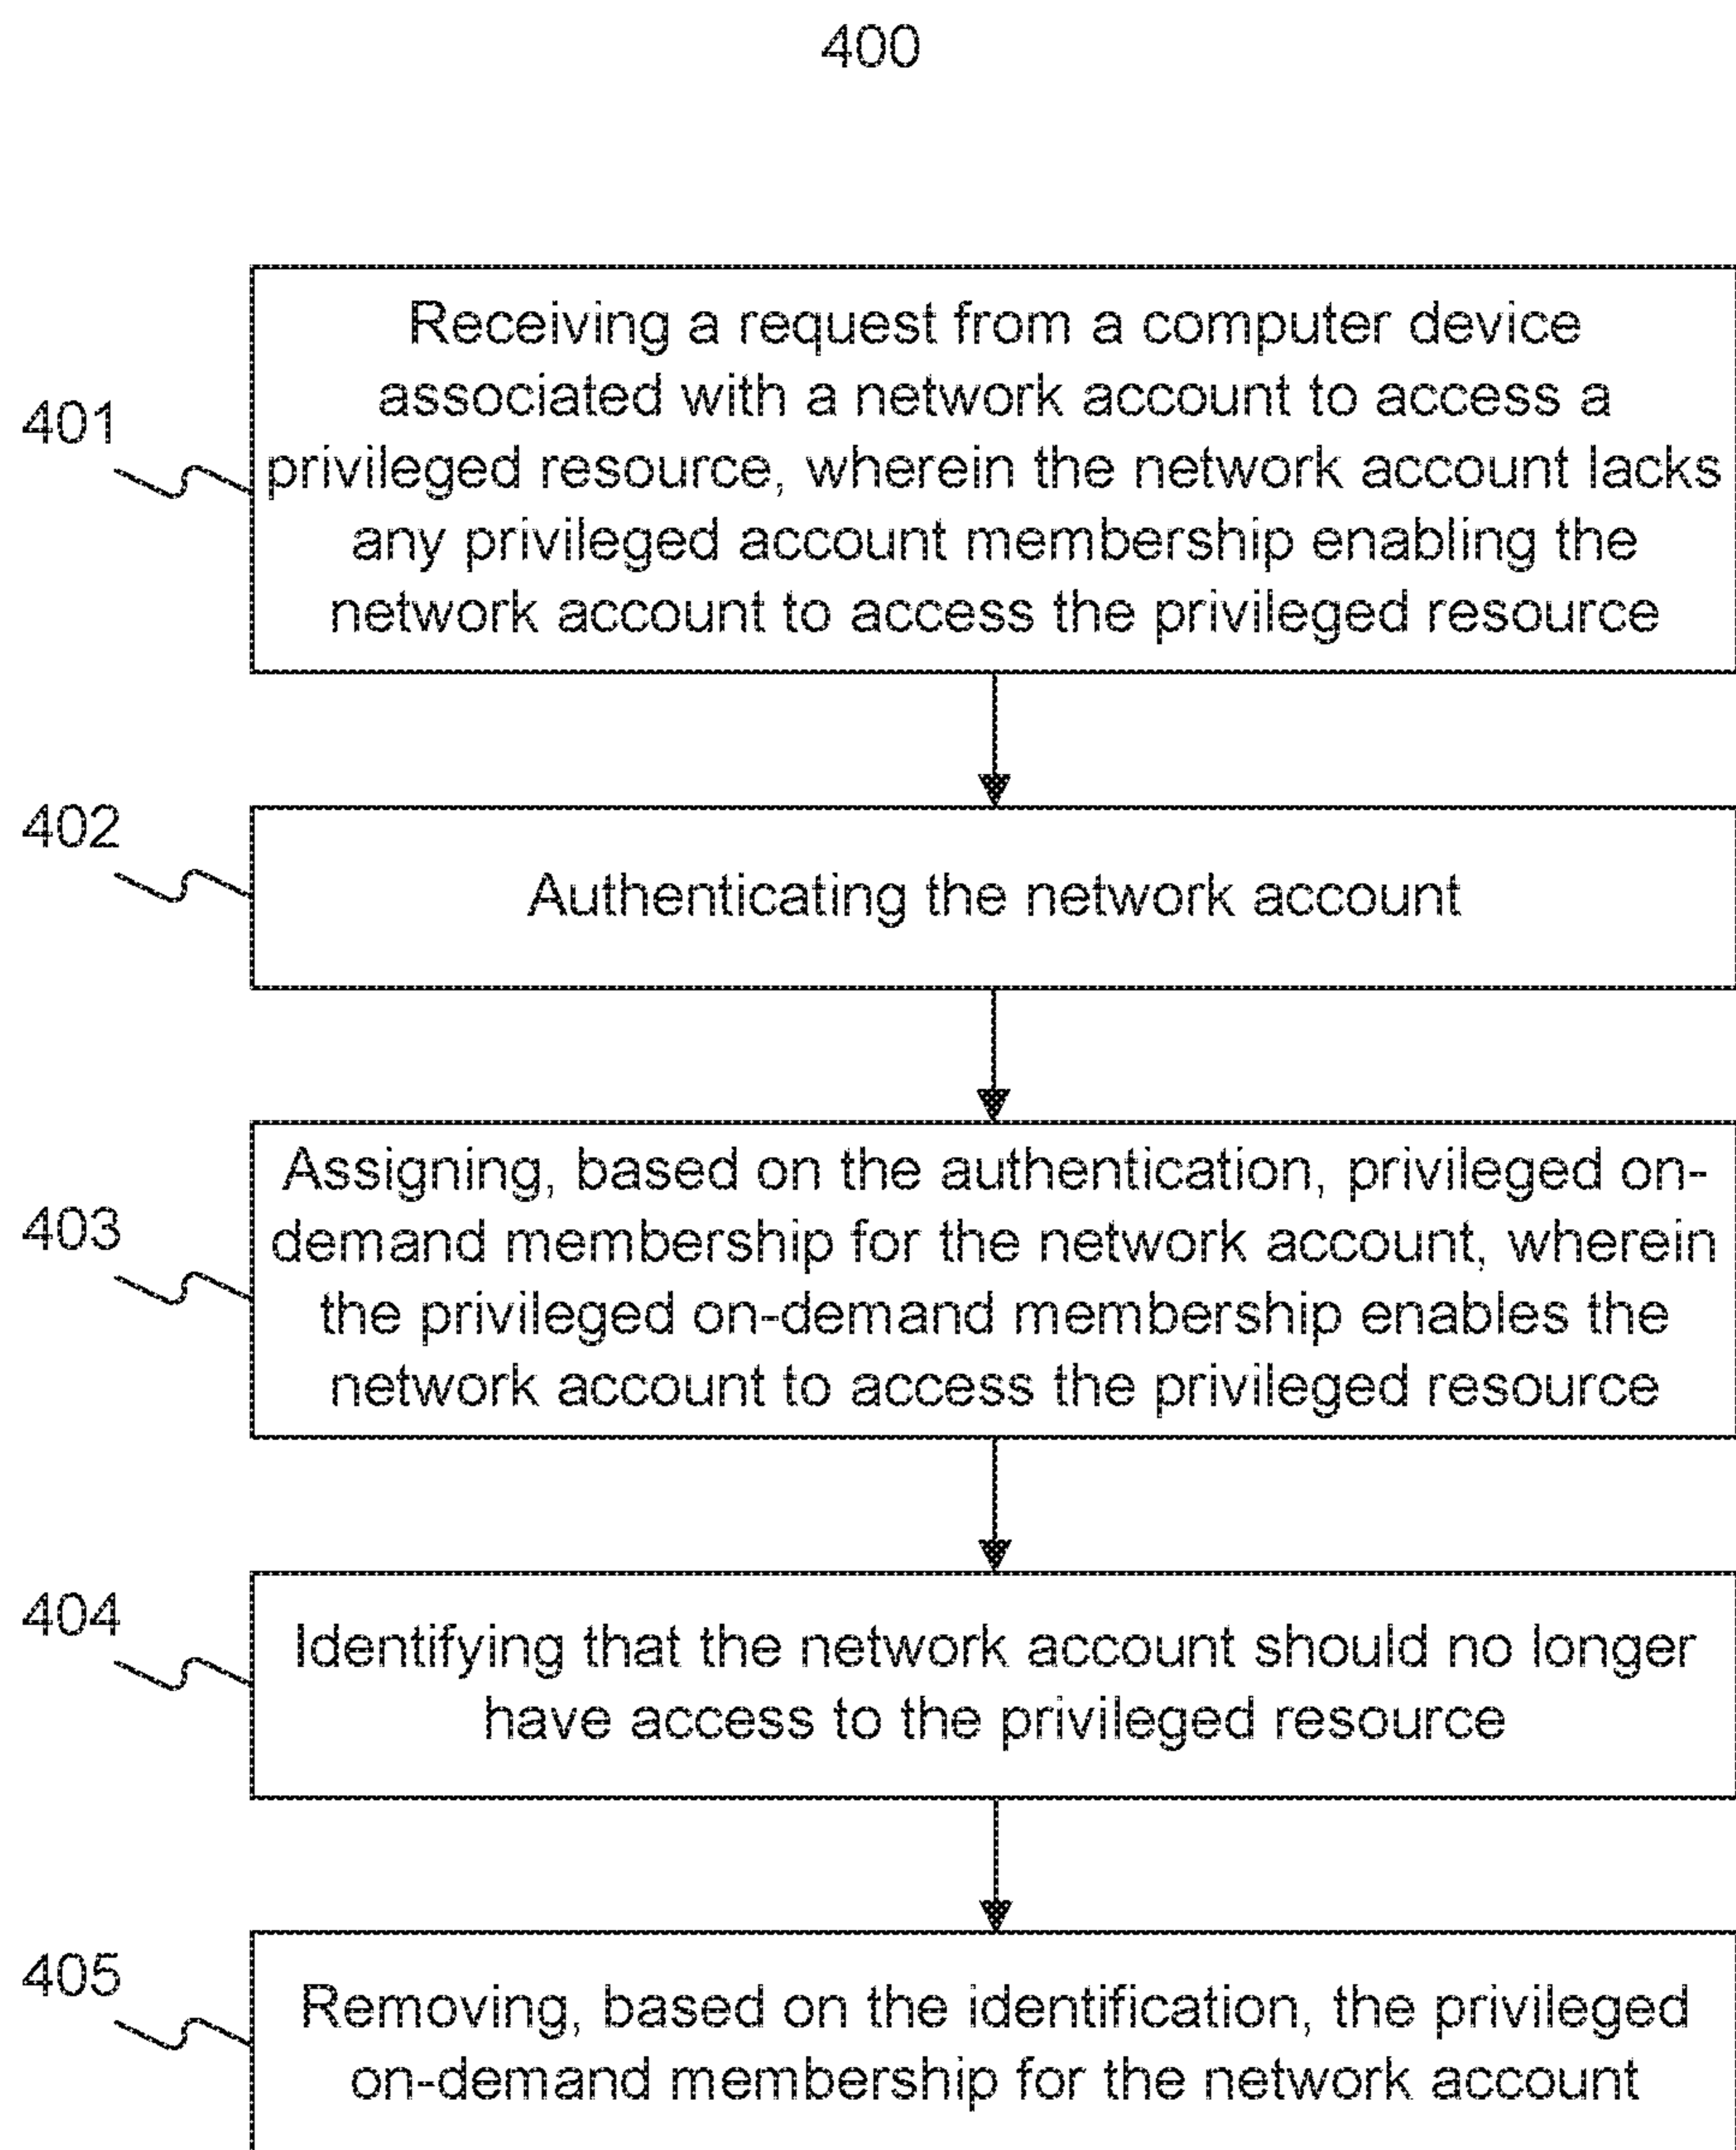 400
401
Receiving a request from a computer device
associated with a network account to access a
privileged resource, wherein the network account lacks
any privileged account membership enabling the
network account to access the privileged resource
402
Authenticating the network account
403
Assigning, based on the authentication, privileged on-
demand membership for the network account, wherein
the privileged on-demand membership enables the
network account to access the privileged resource
404
Identifying that the network account should no longer
have access to the privileged resource
405
Removing, based on the identification, the privileged
on-demand membership for the network account